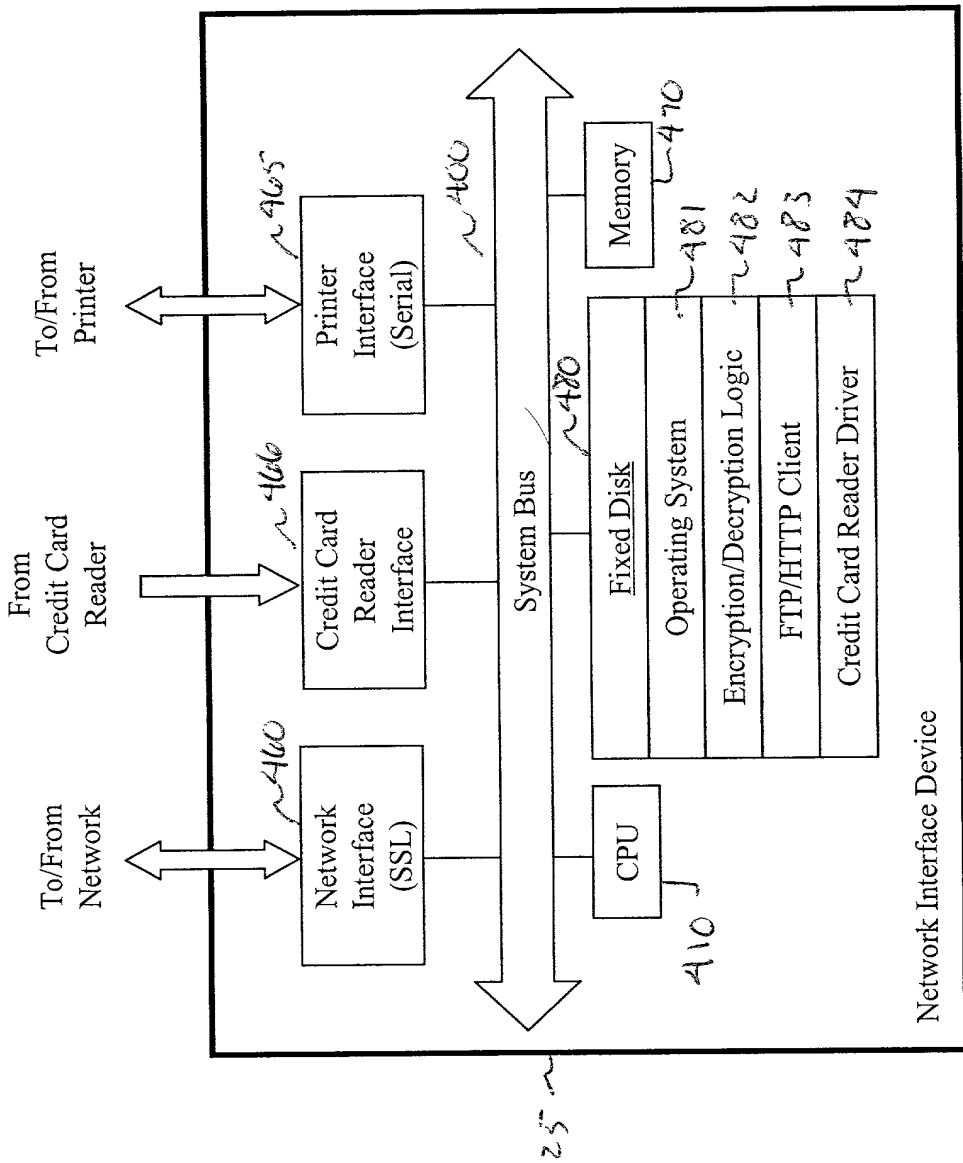 To/From
Network
From
Credit Card
Reader
To/From
Printer
460
466
465
Network
Interface
(SSL)
Credit Card
Reader
Interface
Printer
Interface
(Serial)
400
System Bus
480
CPU
410
Fixed Disk
Operating System
481
Encryption/Decryption Logic
482
FTP/HTTP Client
483
Credit Card Reader Driver
484
Memory
470
25
Network Interface Device